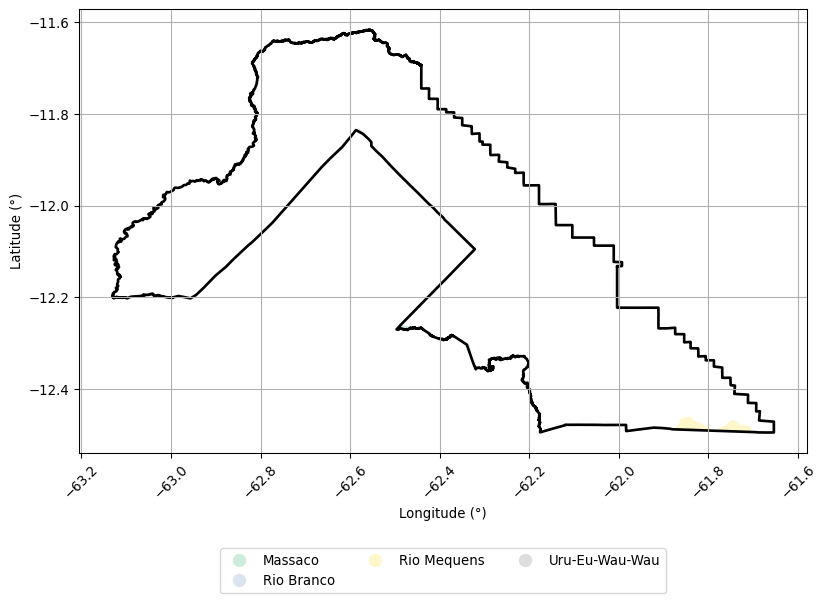 −11.6
−11.8
−12.0
−12.2
−12.4
Latitude (°)
−63.2
−63.0
−62.8
−62.6
−62.4
−62.2
−62.0
−61.8
−61.6
Longitude (°)
Massaco
Rio Branco
Rio Mequens
Uru-Eu-Wau-Wau